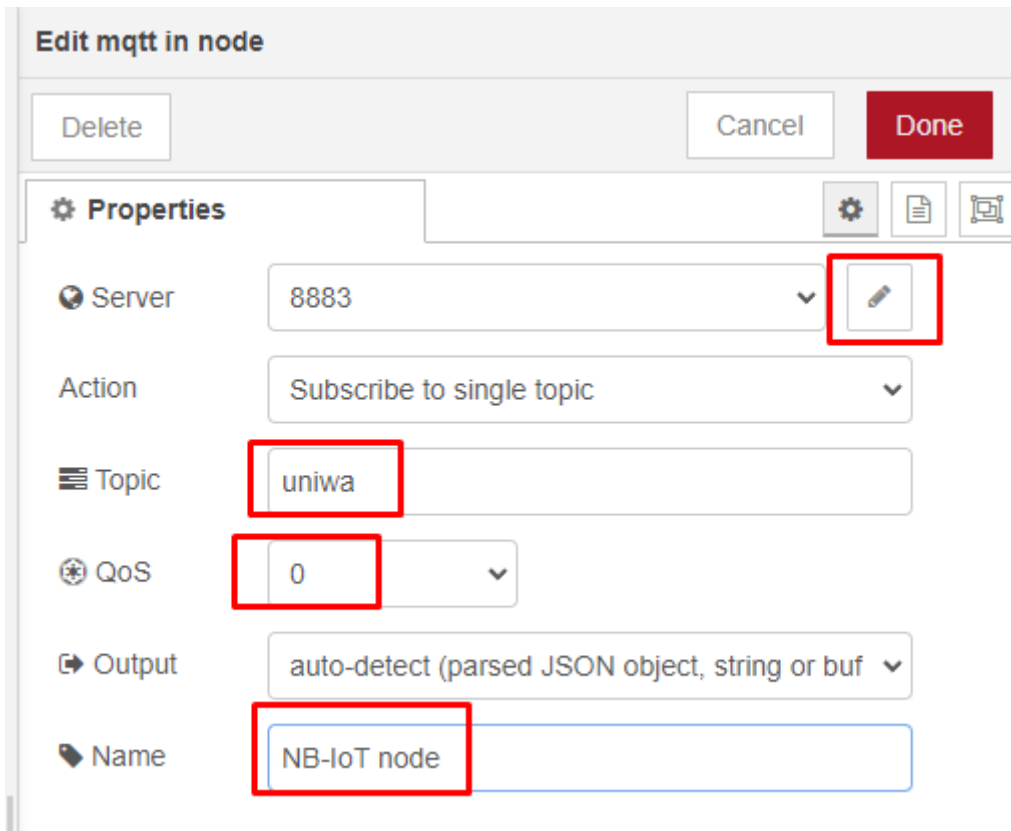 Edit mqtt in node
Delete
Cancel
Done
Properties
Server
8883
Action
Subscribe to single topic
Topic
uniwa
QoS
0
Output
auto-detect (parsed JSON object, string or buf
Name
NB-IoT node